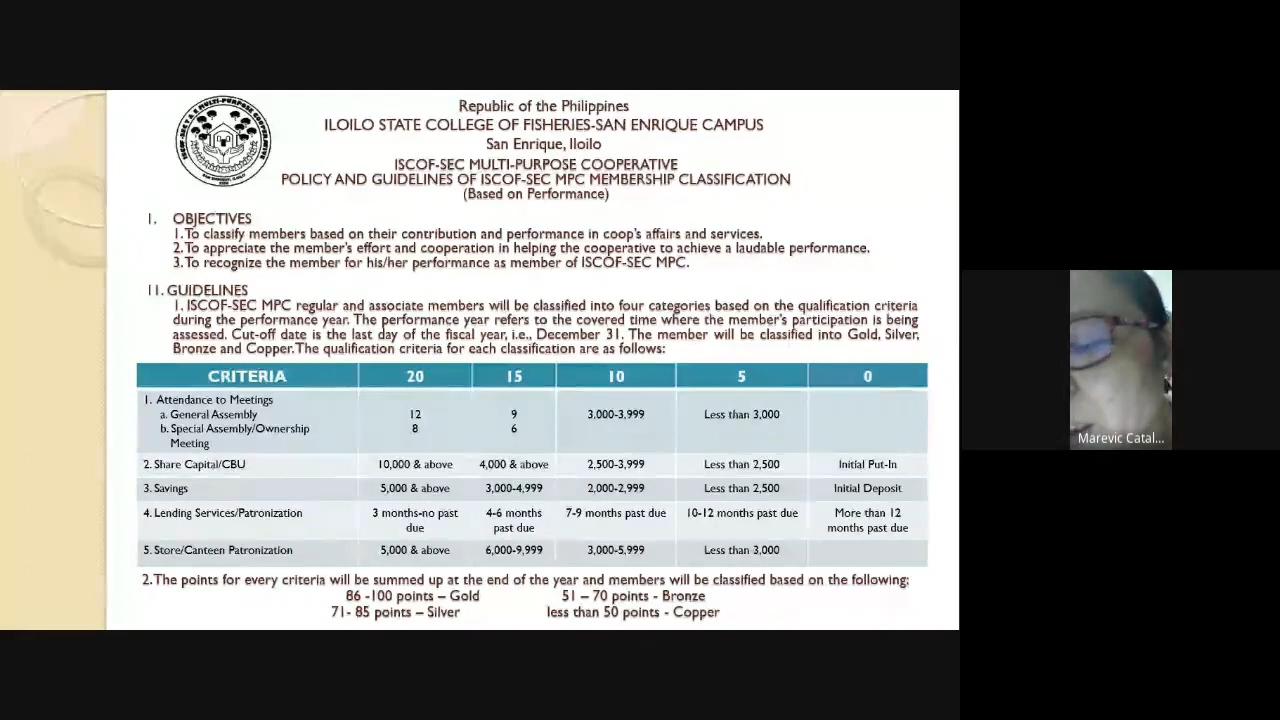 Republic of the Philippines
ILOILO STATE COLLEGE OF FISHERIES-SAN ENRIQUE CAMPUS
San Enrique, Iloilo
ISCOF-SEC MULTI-PURPOSE COOPERATIVE
POLICY AND GUIDELINES OF ISCOF-SEC MPC MEMBERSHIP CLASSIFICATION
(Based on Performance)
1. OBJECTIVES
1. To classify members based on their contribution and performance in coop's affairs and services.
2. To appreciate the member's effort and cooperation in helping the cooperative to achieve a laudable performance.
3. To recognize the member for his/her performance as member of ISCOF-SEC MPC.
11. GUIDELINES
1. ISCOF-SEC MPC regular and associate members will be classified into four categories based on the qualification criteria
during the performance year. The performance year refers to the covered time where the member's participation is being
assessed. Cut-off date is the last day of the fiscal year, i.e., December 31. The member will be classified into Gold, Silver,
Bronze and Copper. The qualification criteria for each classification are as follows:
CRITERIA 20 15 10 5 0
1. Attendance to Meetings
a. General Assembly 12 9 3,000-3,999 Less than 3,000
b. Special Assembly/Ownership 8 6
Meeting
2. Share Capital/CBU 10,000 & above 4,000 & above 2,500-3,999 Less than 2,500 Initial Put-In
3. Savings 5,000 & above 3,000-4,999 2,000-2,999 Less than 2,500 Initial Deposit
4. Lending Services/Patronization 3 months-no past 4-6 months 7-9 months past due 10-12 months past due More than 12
due past due months past due
5. Store/Canteen Patronization 5,000 & above 6,000-9,999 3,000-5,999 Less than 3,000
2. The points for every criteria will be summed up at the end of the year and members will be classified based on the following:
86 -100 points – Gold 51 – 70 points - Bronze
71- 85 points – Silver less than 50 points - Copper
Marevic Catal...